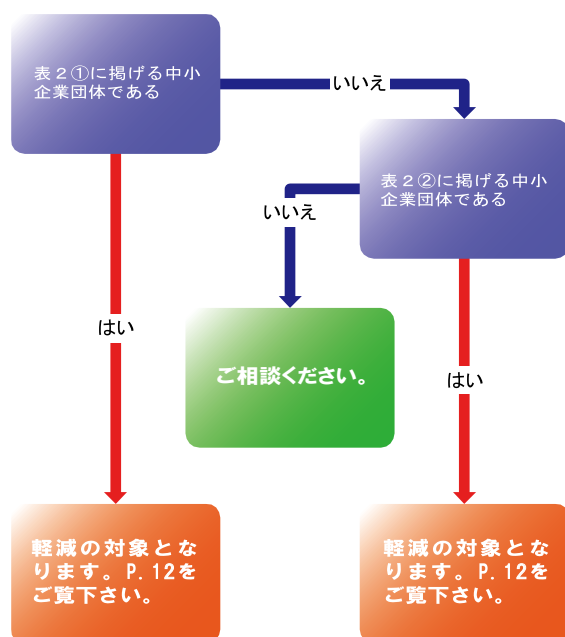 表２①に掲げる中小
企業団体である
いいえ
表２②に掲げる中小
企業団体である
いいえ
はい
ご相談ください。
はい
軽減の対象とな
ります。P.12を
ご覧下さい。
軽減の対象とな
ります。P.12を
ご覧下さい。